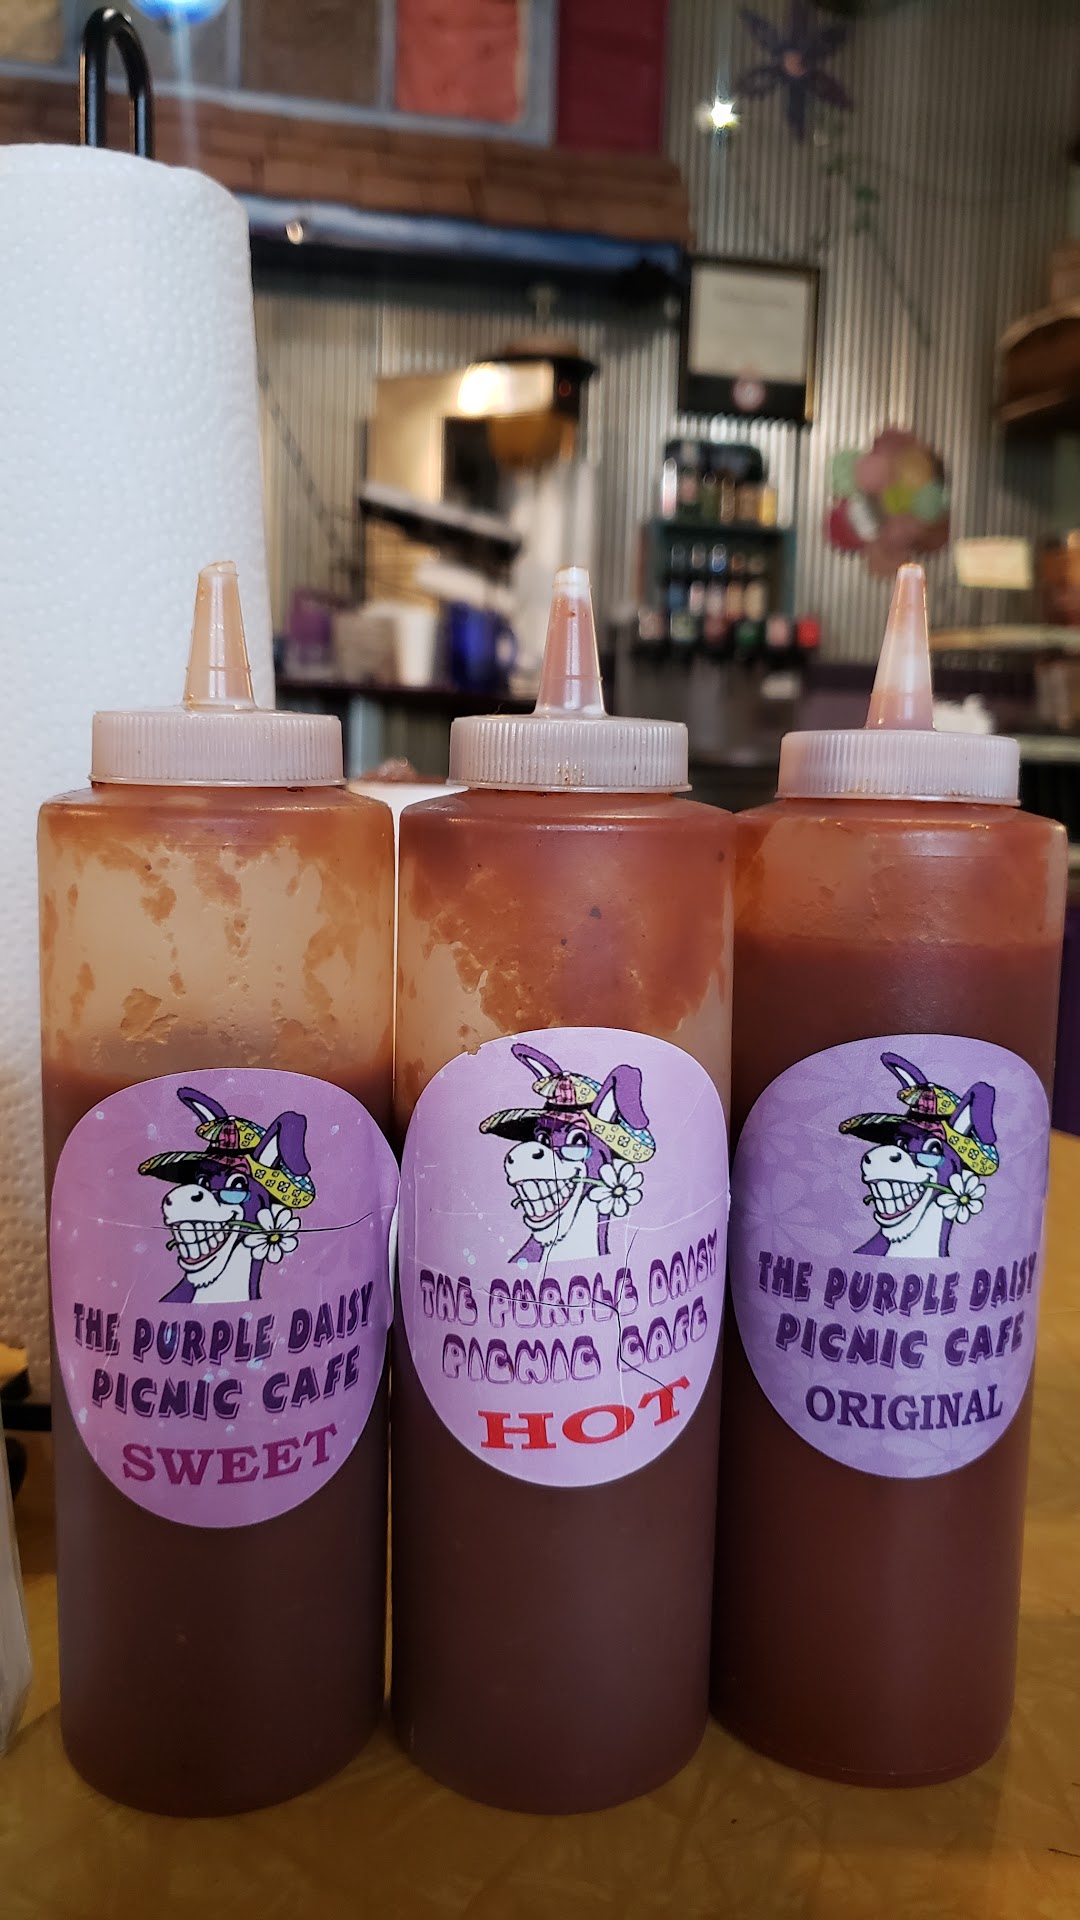 THE PURPLE DAISY
PICNIC CAFE
SWEET
THE PURPLE DAISY
PICNIC CAFE
HOT
THE PURPLE DAISY
PICNIC CAFE
ORIGINAL